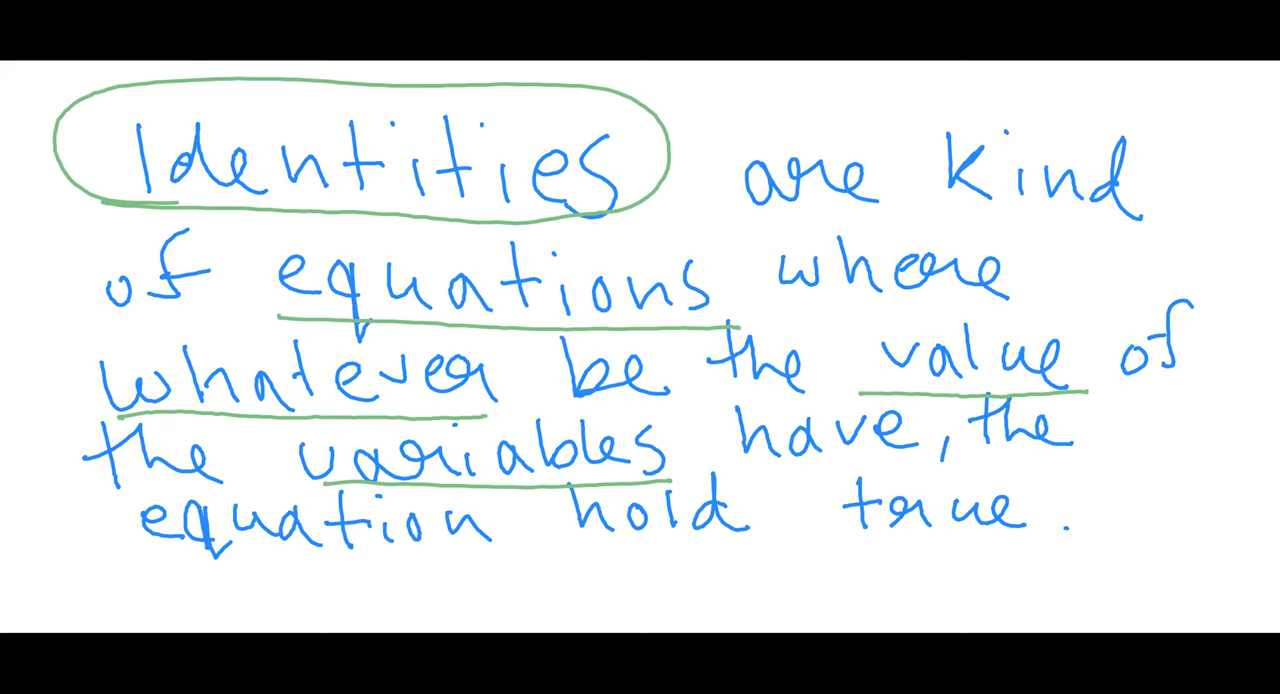 Identities are kind
of equations where
whatever be the value of
the variables have, the
equation hold true.